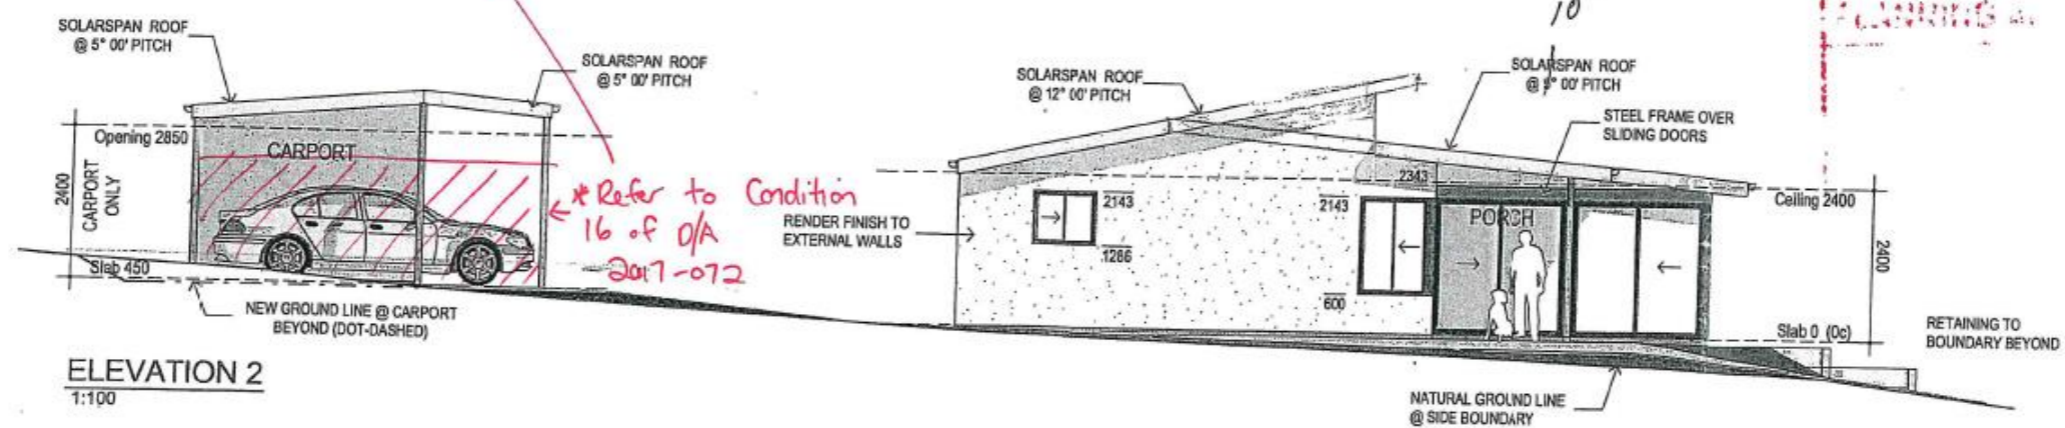 SOLARSPAN ROOF
@ 5° 00' PITCH
SOLARSPAN ROOF
@ 5° 00' PITCH
Opening 2850
CARPORT
2400
CARPORT
ONLY
Slab 450
NEW GROUND LINE @ CARPORT
BEYOND (DOT-DASHED)
* Refer to Condition
16 of D/A
2017-072
ELEVATION 2
1:100
10
SOLARSPAN ROOF
@ 12° 00' PITCH
SOLARSPAN ROOF
@ 00' PITCH
STEEL FRAME OVER
SLIDING DOORS
RENDER FINISH TO
EXTERNAL WALLS
2143
1286
2343
2143
600
PORCH
Ceiling 2400
2400
Slab 0 (0c)
RETAINING TO
BOUNDARY BEYOND
NATURAL GROUND LINE
@ SIDE BOUNDARY